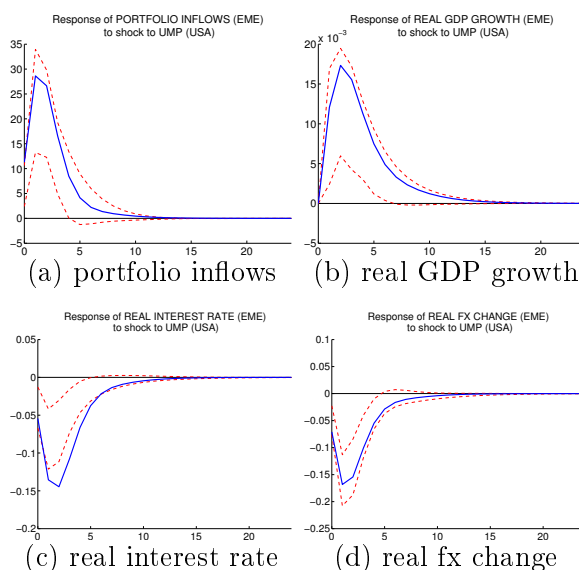 Response of PORTFOLIO INFLOWS (EME)
to shock to UMP (USA)
35
30
25
20
15
10
5
0
−5
0 5 10 15 20
(a) portfolio inflows
Response of REAL GDP GROWTH (EME)
to shock to UMP (USA)
x 10⁻³
20
15
10
5
0
−5
0 5 10 15 20
(b) real GDP growth
Response of REAL INTEREST RATE (EME)
to shock to UMP (USA)
0.05
0
−0.05
−0.1
−0.15
−0.2
0 5 10 15 20
(c) real interest rate
Response of REAL FX CHANGE (EME)
to shock to UMP (USA)
0.1
0.05
0
−0.05
−0.1
−0.15
−0.2
−0.25
0 5 10 15 20
(d) real fx change